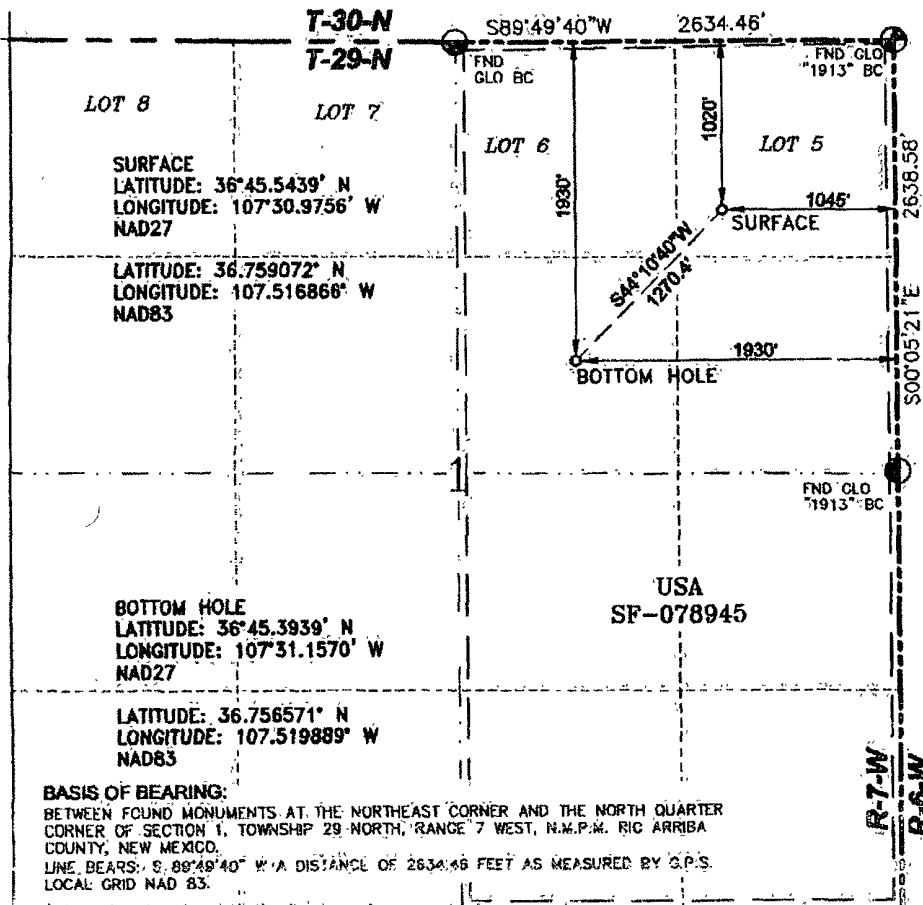 T-30-N
S89°49'40"W 2634.46'
T-29-N
FND
GLO BC
FND GLO
"1913" BC
LOT 8
LOT 7
LOT 6
LOT 5
1020'
1930'
1045'
SURFACE
2638.58'
S00°05'21"E
SURFACE
LATITUDE: 36°45.5439' N
LONGITUDE: 107°30.9756' W
NAD27
LATITUDE: 36.759072° N
LONGITUDE: 107.516866° W
NAD83
S44°10'40"W
1270.4'
1930'
BOTTOM HOLE
1
FND GLO
"1913" BC
USA
SF-078945
BOTTOM HOLE
LATITUDE: 36°45.3939' N
LONGITUDE: 107°31.1570' W
NAD27
LATITUDE: 36.756571° N
LONGITUDE: 107.519889° W
NAD83
R-7-W
R-6-W
BASIS OF BEARING:
BETWEEN FOUND MONUMENTS AT THE NORTHEAST CORNER AND THE NORTH QUARTER
CORNER OF SECTION 1, TOWNSHIP 29 NORTH, RANGE 7 WEST, N.M.P.M. RIC ARRIBA
COUNTY, NEW MEXICO.
LINE BEARS: S 89°49'40" W A DISTANCE OF 2634.46 FEET AS MEASURED BY G.P.S.
LOCAL GRID NAD 83.